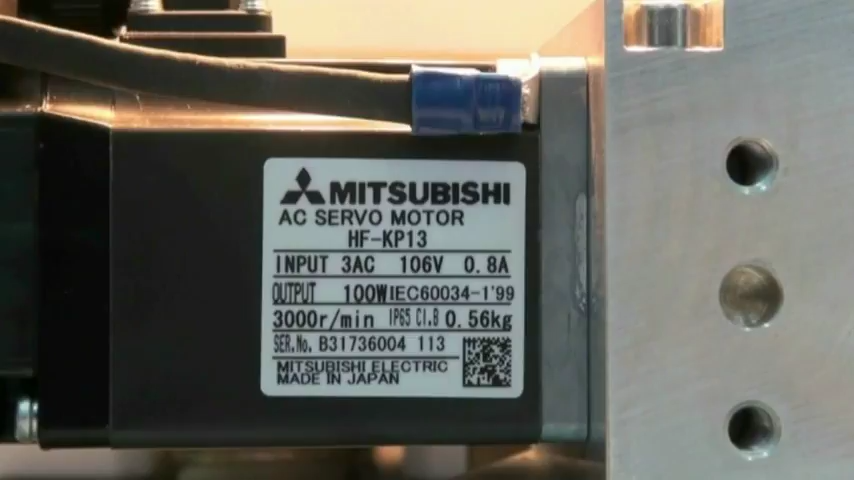 MITSUBISHI
AC SERVO MOTOR
HF-KP13
INPUT 3AC 106V 0.8A
OUTPUT 100W IEC60034-1'99
3000r/min IP65 Cl.B 0.56kg
SER.No. B31736004 113
MITSUBISHI ELECTRIC
MADE IN JAPAN